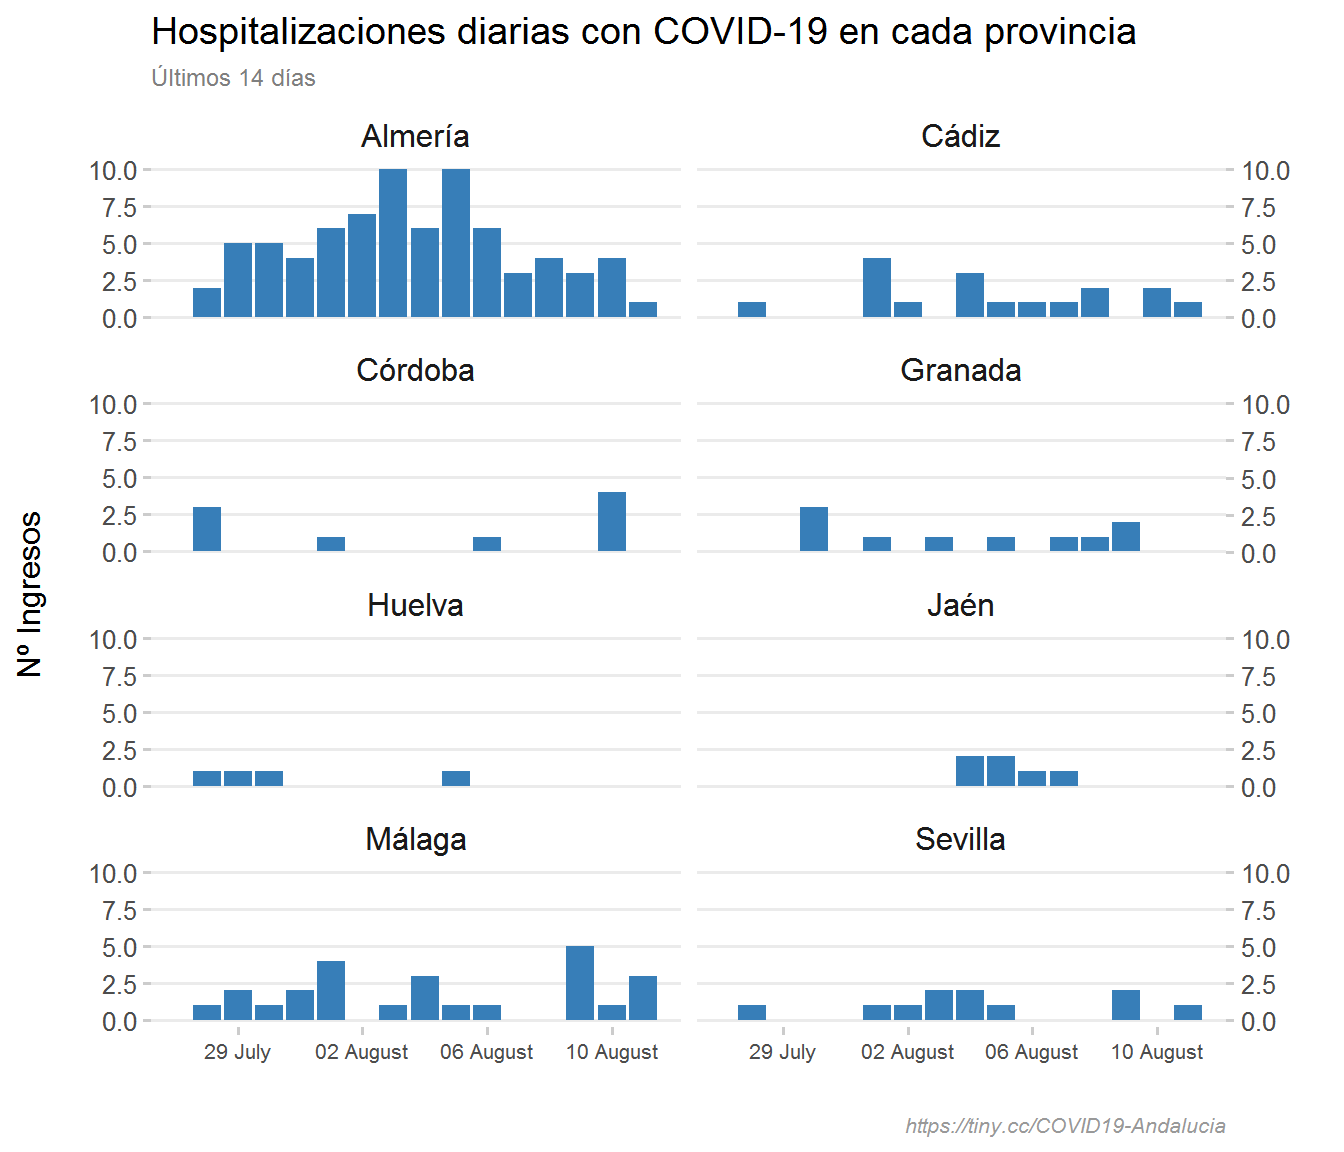 Hospitalizaciones diarias con COVID-19 en cada provincia
Últimos 14 días
Almería Cádiz
10.0 10.0
7.5 7.5
5.0 5.0
2.5 2.5
0.0 0.0
Córdoba Granada
10.0 10.0
7.5 7.5
5.0 5.0
2.5 2.5
0.0 0.0
Nº Ingresos
Huelva Jaén
10.0 10.0
7.5 7.5
5.0 5.0
2.5 2.5
0.0 0.0
Málaga Sevilla
10.0 10.0
7.5 7.5
5.0 5.0
2.5 2.5
0.0 0.0
29 July 02 August 06 August 10 August 29 July 02 August 06 August 10 August
https://tiny.cc/COVID19-Andalucia